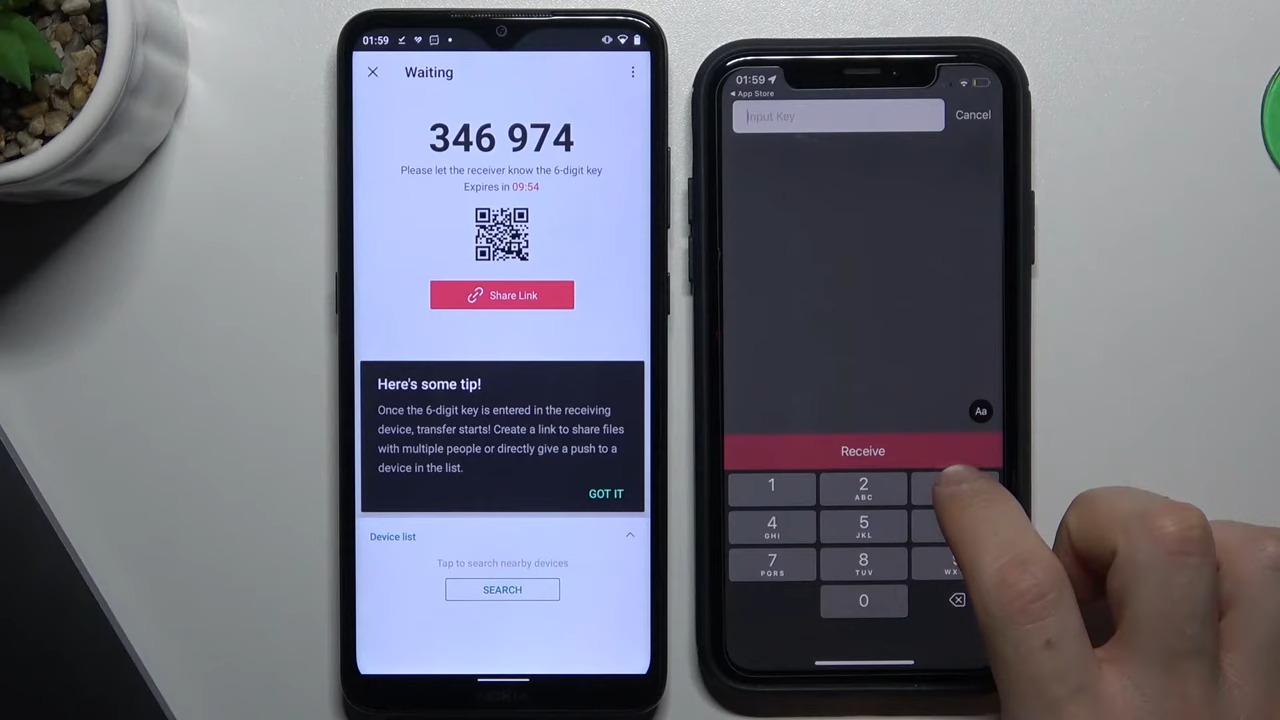 01:59
Waiting
346 974
Please let the receiver know the 6-digit key
Expires in 09:54
Share Link
Here's some tip!
Once the 6-digit key is entered in the receiving
device, transfer starts! Create a link to share files
with multiple people or directly give a push to a
device in the list.
GOT IT
Device list
Tap to search nearby devices
SEARCH
NOKIA
01:59
App Store
Input Key
Cancel
Aa
Receive
1 2
ABC
4 5
GHI JKL
7 8
PQRS TUV WX
0